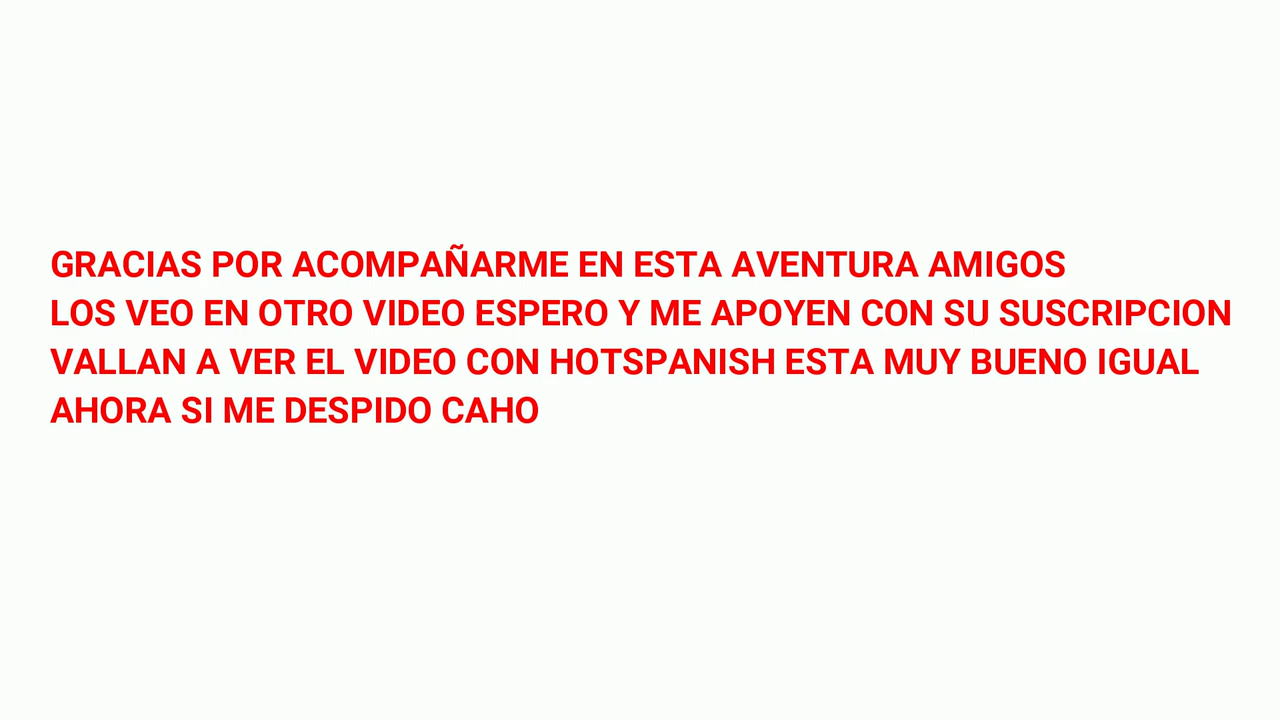 GRACIAS POR ACOMPAÑARME EN ESTA AVENTURA AMIGOS
LOS VEO EN OTRO VIDEO ESPERO Y ME APOYEN CON SU SUSCRIPCION
VALLAN A VER EL VIDEO CON HOTSPANISH ESTA MUY BUENO IGUAL
AHORA SI ME DESPIDO CAHO